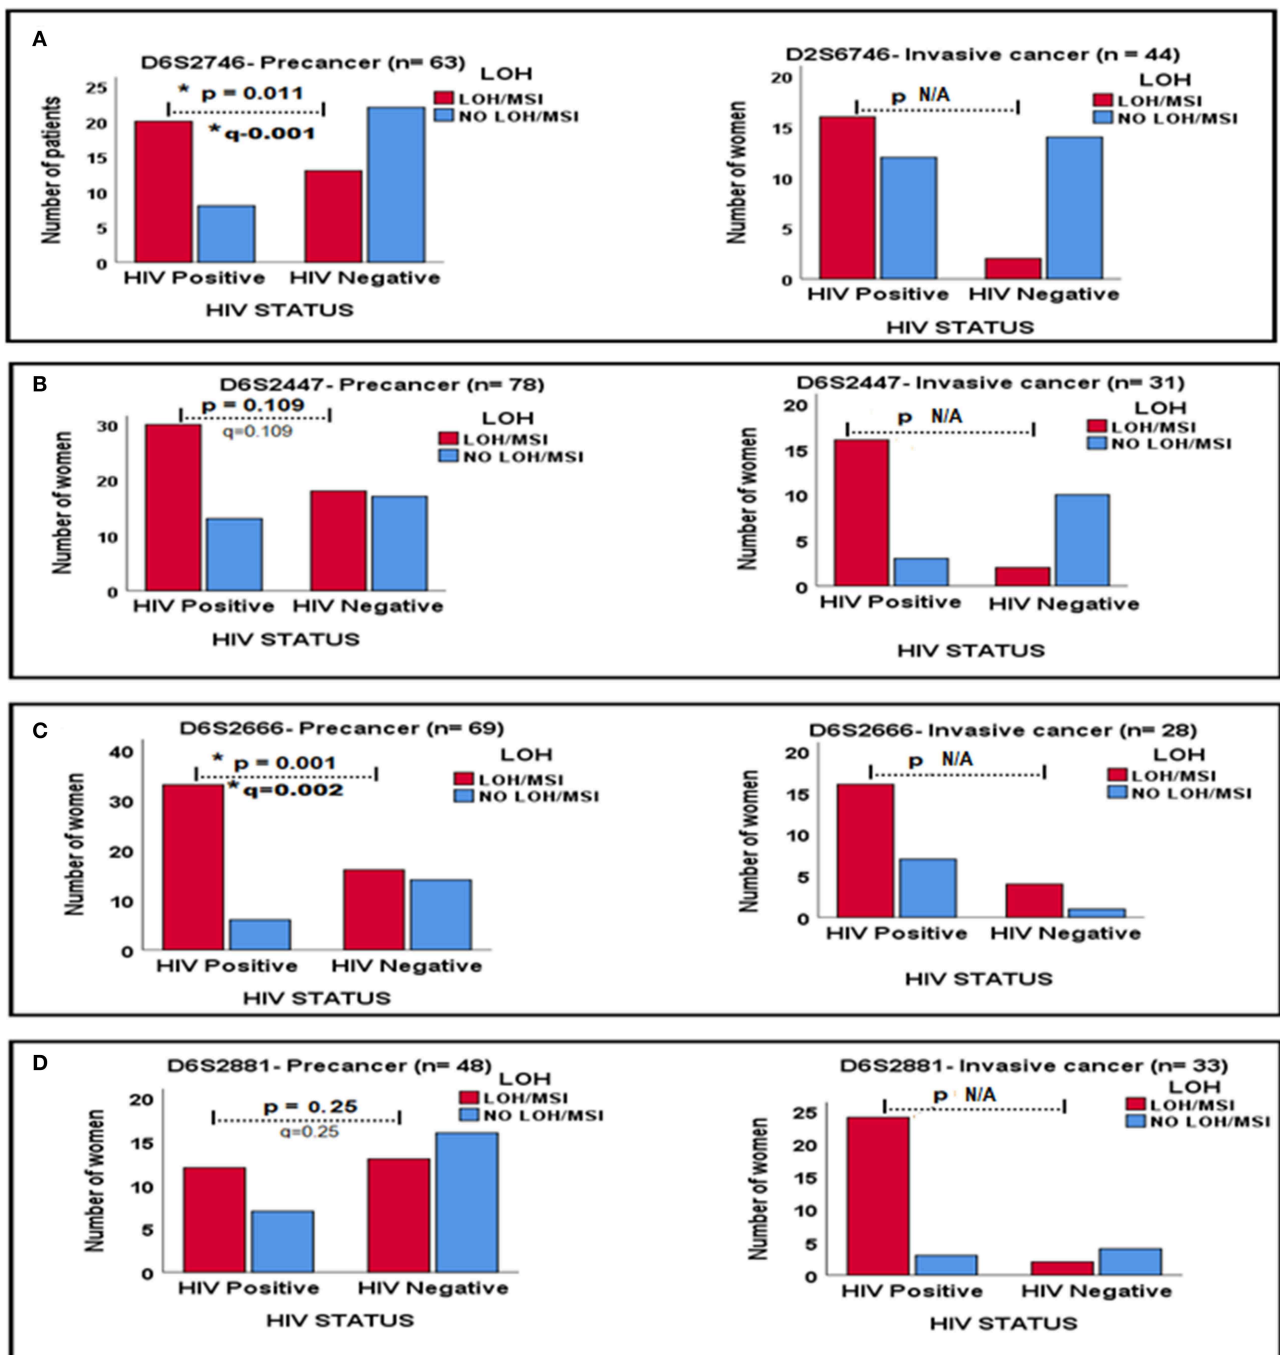 A
D6S2746- Precancer (n= 63)
LOH
LOH/MSI
NO LOH/MSI
* p = 0.011
*q-0.001
Number of patients
25
20
15
10
5
0
HIV Positive HIV Negative
HIV STATUS
D2S6746- Invasive cancer (n = 44)
LOH
LOH/MSI
NO LOH/MSI
p N/A
Number of women
20
15
10
5
0
HIV Positive HIV Negative
HIV STATUS
B
D6S2447- Precancer (n= 78)
p = 0.109
q=0.109
LOH
LOH/MSI
NO LOH/MSI
Number of women
30
20
10
0
HIV Positive HIV Negative
HIV STATUS
D6S2447- Invasive cancer (n= 31)
LOH
LOH/MSI
NO LOH/MSI
p N/A
Number of women
20
15
10
5
0
HIV Positive HIV Negative
HIV STATUS
C
D6S2666- Precancer (n= 69)
* p = 0.001
*q=0.002
LOH
LOH/MSI
NO LOH/MSI
Number of women
40
30
20
10
0
HIV Positive HIV Negative
HIV STATUS
D6S2666- Invasive cancer (n= 28)
LOH
LOH/MSI
NO LOH/MSI
p N/A
Number of women
20
15
10
5
0
HIV Positive HIV Negative
HIV STATUS
D
D6S2881- Precancer (n= 48)
LOH
LOH/MSI
NO LOH/MSI
p = 0.25
q=0.25
Number of women
20
15
10
5
0
HIV Positive HIV Negative
HIV STATUS
D6S2881- Invasive cancer (n= 33)
LOH
LOH/MSI
NO LOH/MSI
p N/A
Number of women
25
20
15
10
5
0
HIV Positive HIV Negative
HIV STATUS